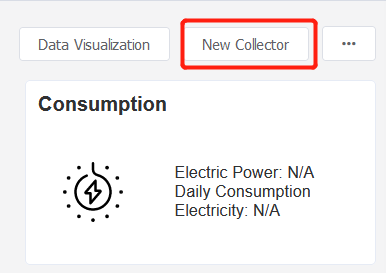 Data Visualization
New Collector
•••
Consumption
Electric Power: N/A
Daily Consumption
Electricity: N/A